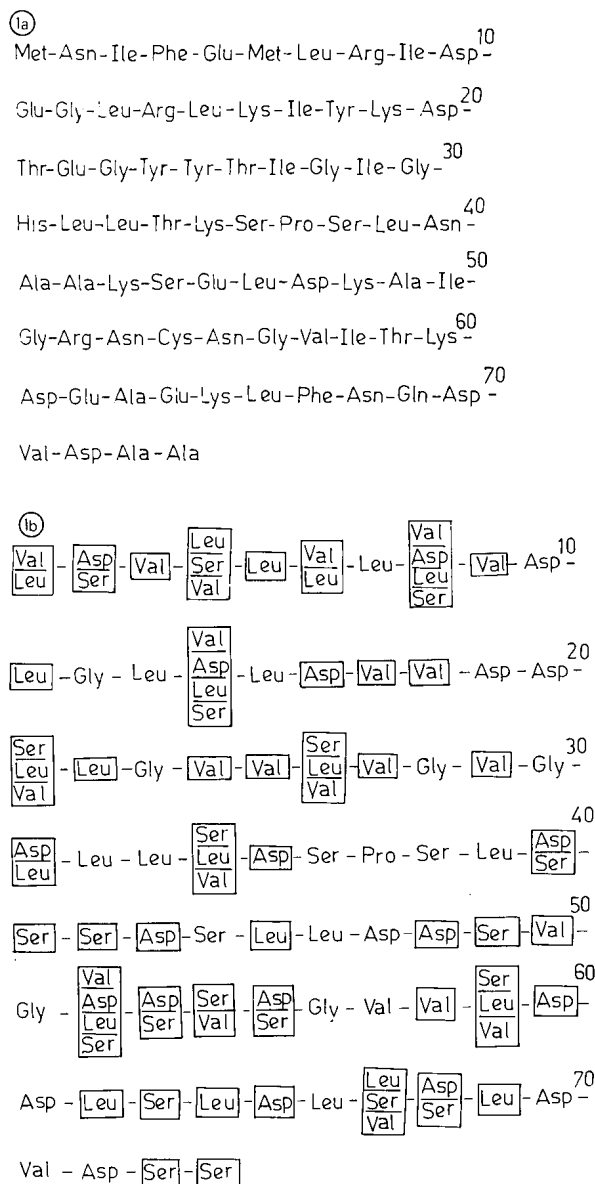 1a
Met-Asn-Ile-Phe-Glu-Met-Leu-Arg-Ile-Asp 10 -
Glu-Gly-Leu-Arg-Leu-Lys-Ile-Tyr-Lys-Asp 20 -
Thr-Glu-Gly-Tyr-Tyr-Thr-Ile-Gly-Ile-Gly- 30
His-Leu-Leu-Thr-Lys-Ser-Pro-Ser-Leu-Asn 40 -
Ala-Ala-Lys-Ser-Glu-Leu-Asp-Lys-Ala-Ile- 50
Gly-Arg-Asn-Cys-Asn-Gly-Val-Ile-Thr-Lys 60 -
Asp-Glu-Ala-Glu-Lys-Leu-Phe-Asn-Gln-Asp 70 -
Val-Asp-Ala-Ala
1b
Val Leu - Asp Ser - Val - Leu Ser Val - Leu - Val Leu - Leu - Val Asp Leu Ser - Val - Asp 10 -
Leu - Gly - Leu - Val Asp Leu Ser - Leu - Asp - Val - Val - Asp - Asp 20 -
Ser Leu Val - Leu - Gly - Val - Val - Ser Leu Val - Val - Gly - Val - Gly 30 -
Asp Leu - Leu - Leu - Ser Leu Val - Asp - Ser - Pro - Ser - Leu - Asp Ser 40 -
Ser - Ser - Asp - Ser - Leu - Leu - Asp - Asp - Ser - Val 50 -
Gly - Val Asp Leu Ser - Asp Ser - Ser Val - Asp Ser - Gly - Val - Val - Ser Leu Val - Asp 60 -
Asp - Leu - Ser - Leu - Asp - Leu - Leu Ser Val - Asp Ser - Leu - Asp 70 -
Val - Asp - Ser - Ser